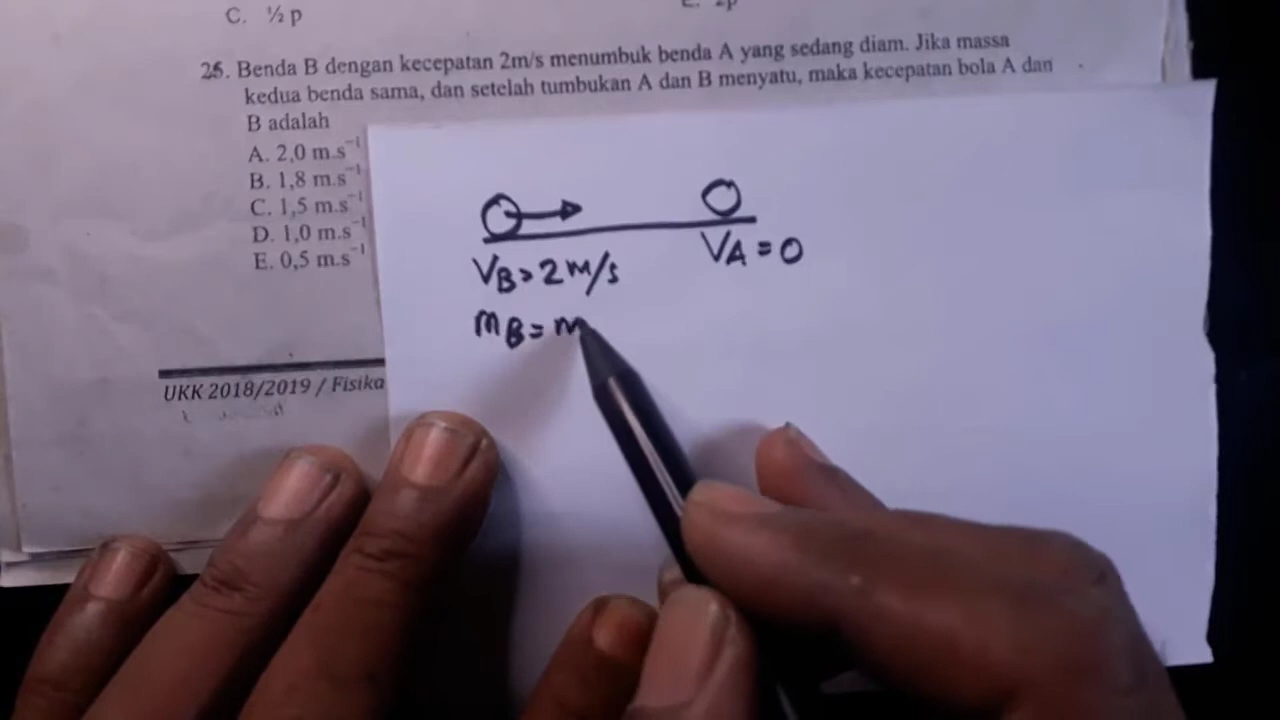 C. ½ p
E. 2p
25. Benda B dengan kecepatan 2m/s menumbuk benda A yang sedang diam. Jika massa
kedua benda sama, dan setelah tumbukan A dan B menyatu, maka kecepatan bola A dan
B adalah
A. 2,0 m.s⁻¹
B. 1,8 m.s⁻¹
C. 1,5 m.s⁻¹
D. 1,0 m.s⁻¹
E. 0,5 m.s⁻¹
VB = 2 m/s
VA = 0
mB = m
UKK 2018/2019 / Fisika